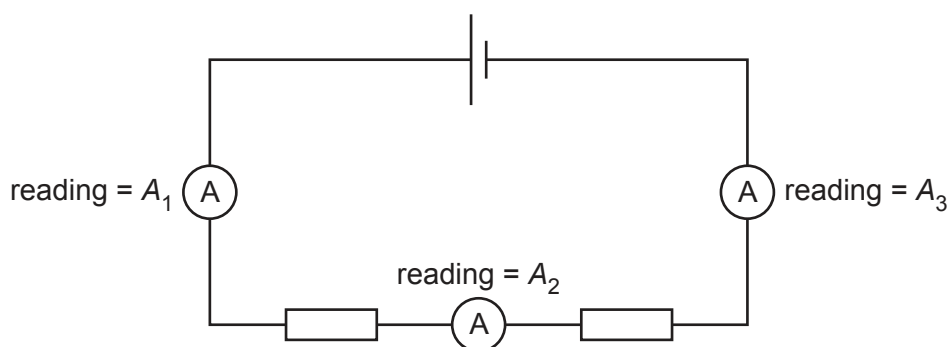 reading = A₁
A
A
reading = A₃
reading = A₂
A